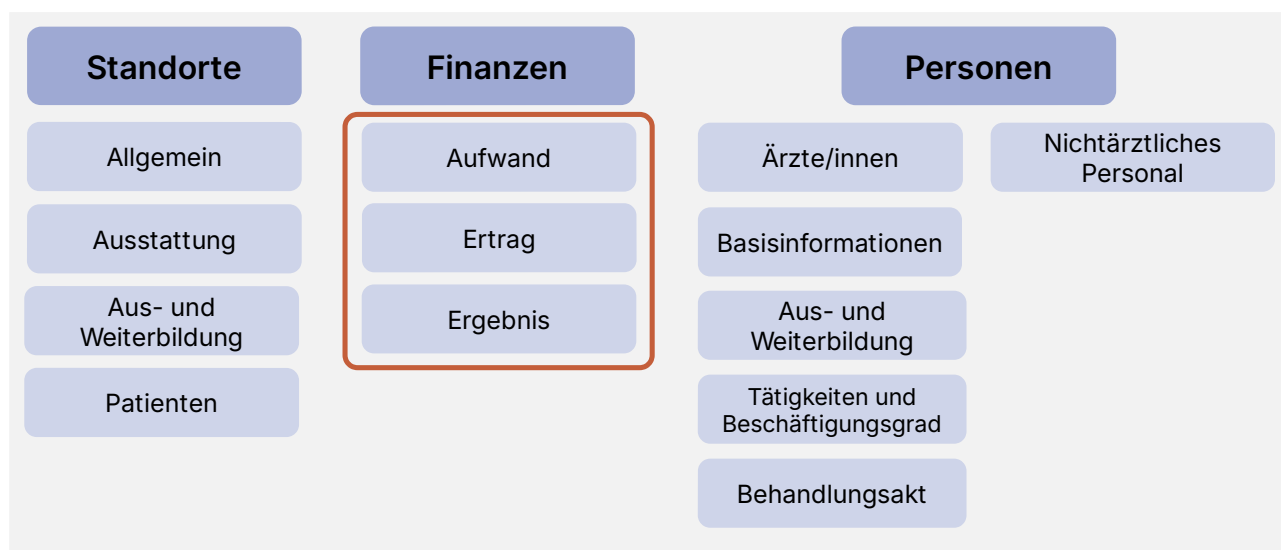 Standorte
Allgemein
Ausstattung
Aus- und
Weiterbildung
Patienten
Finanzen
Aufwand
Ertrag
Ergebnis
Personen
Ärzte/innen
Basisinformationen
Aus- und
Weiterbildung
Tätigkeiten und
Beschäftigungsgrad
Behandlungsakt
Nichtärztliches
Personal